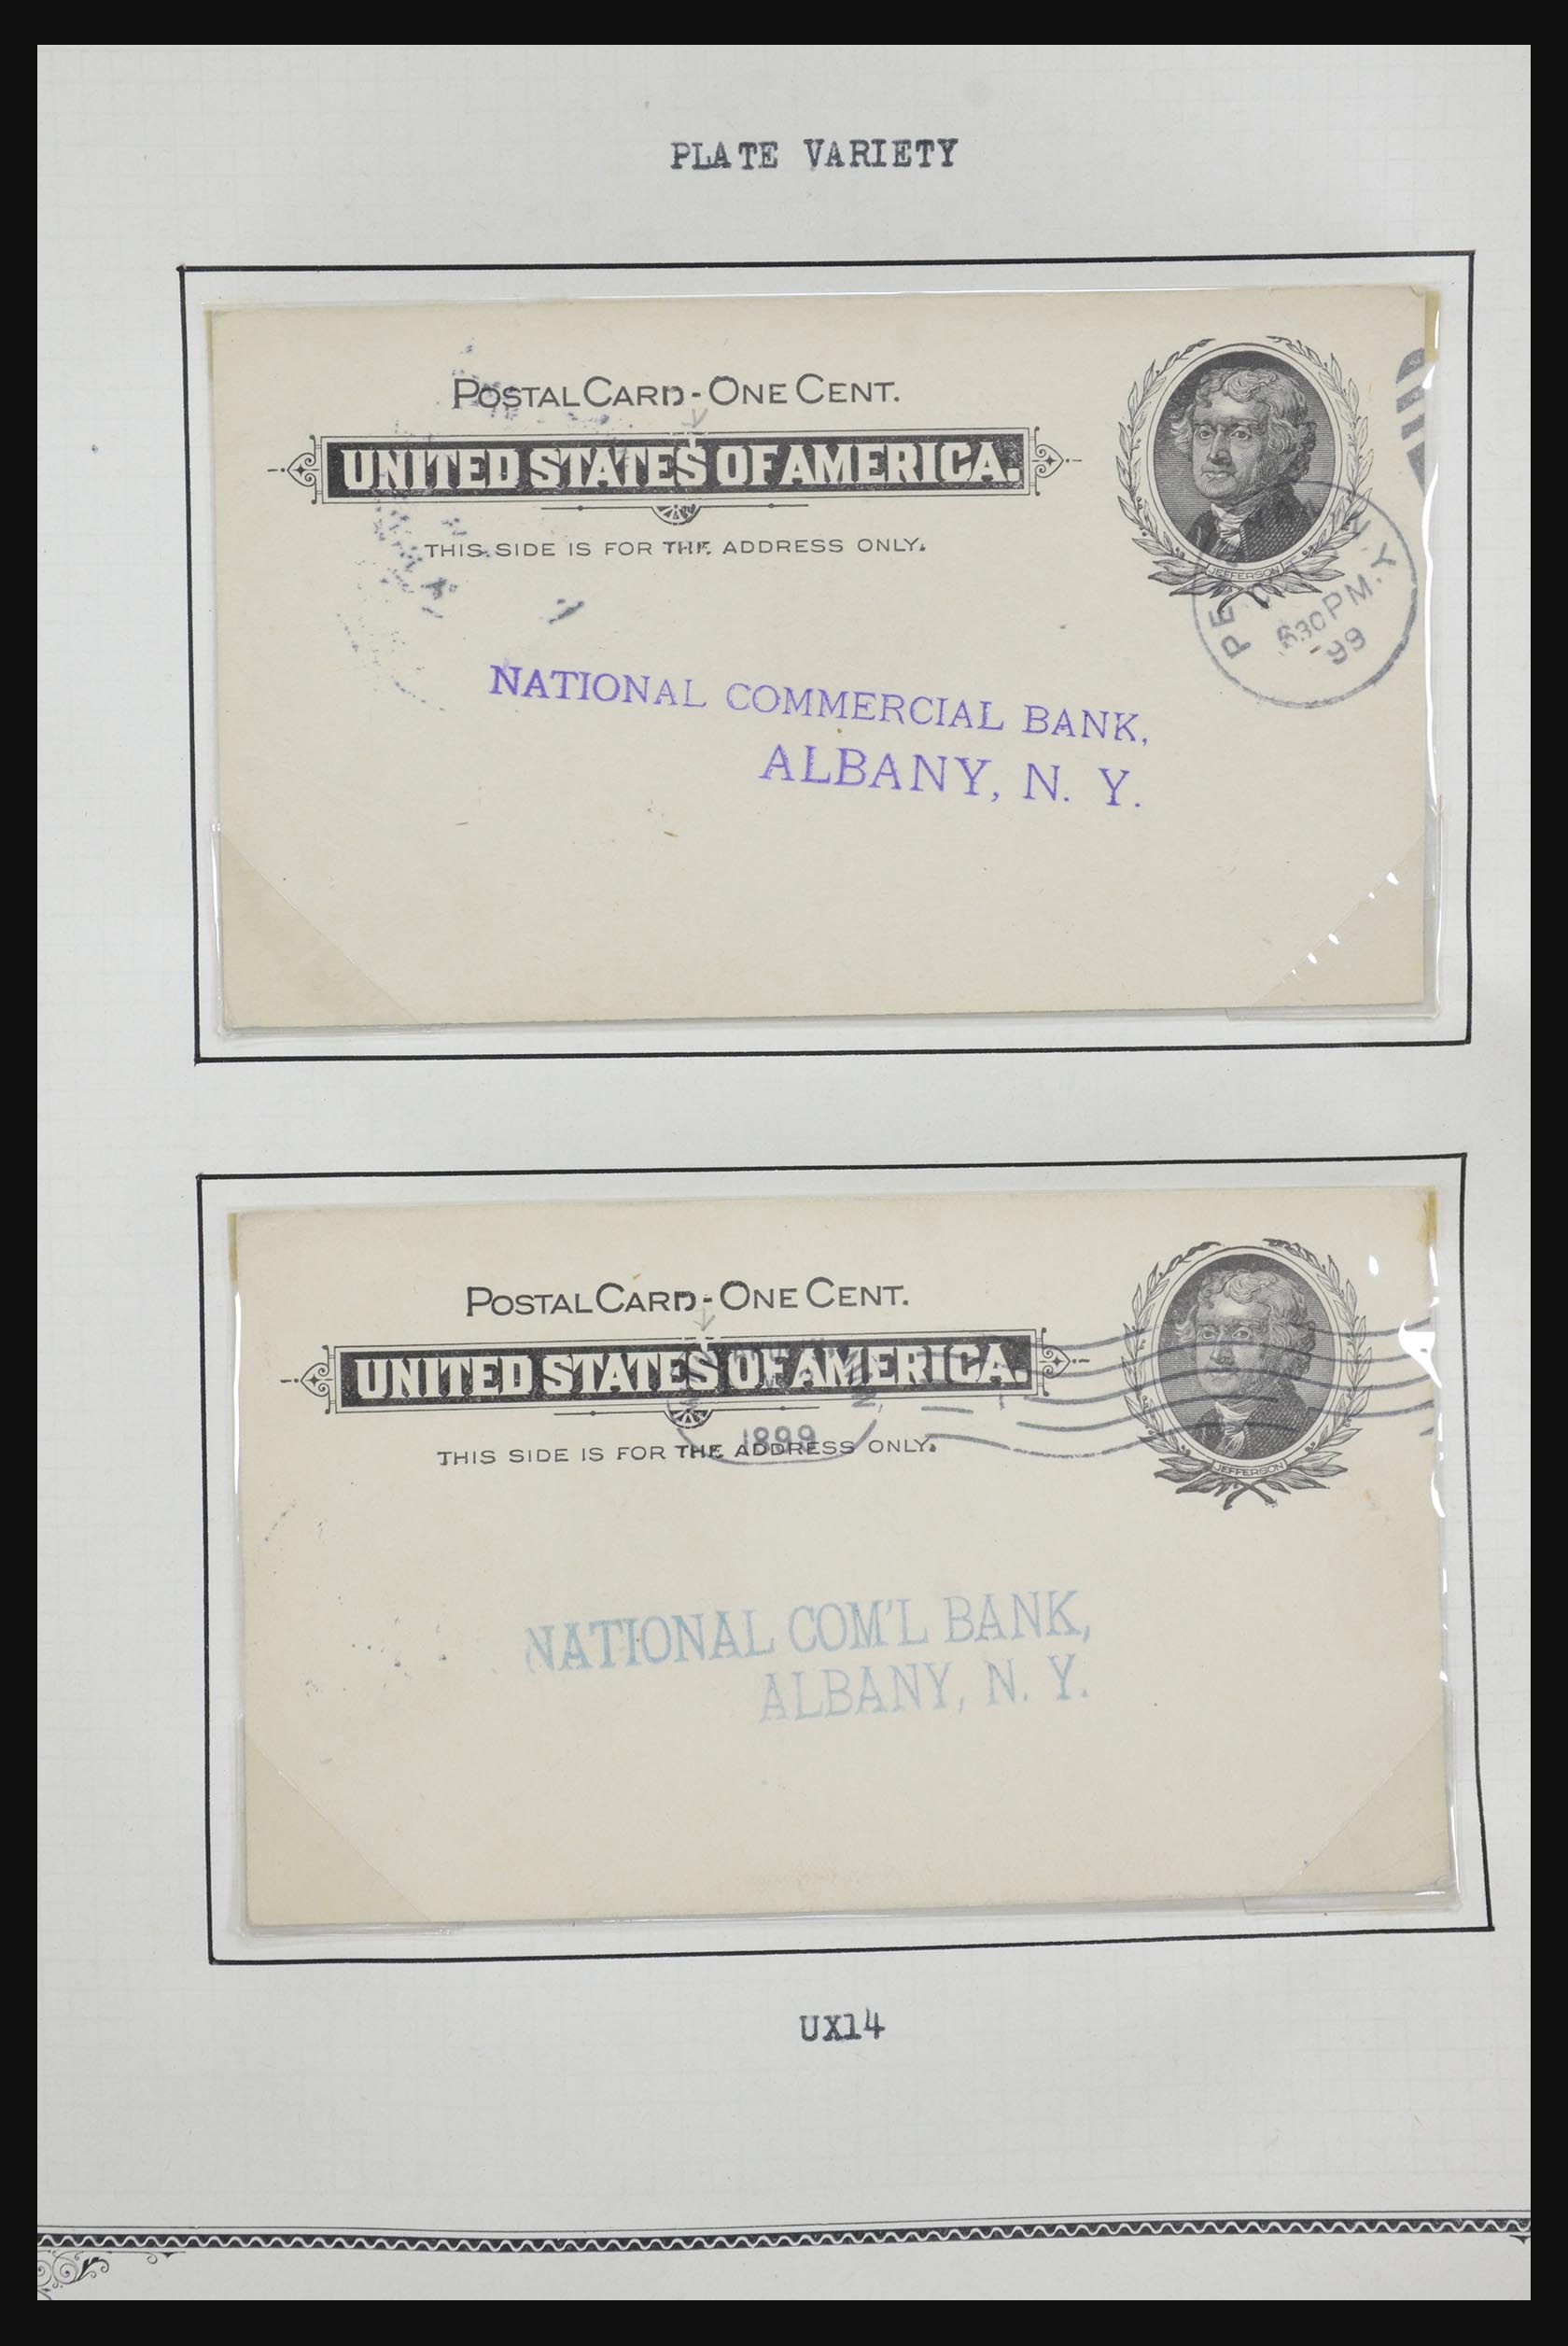 PLATE VARIETY
POSTAL CARD - ONE CENT.
UNITED STATES OF AMERICA.
THIS SIDE IS FOR THE ADDRESS ONLY.
JEFFERSON
630 PM
99
NATIONAL COMMERCIAL BANK,
ALBANY, N. Y.
POSTAL CARD - ONE CENT.
UNITED STATES OF AMERICA.
1899
THIS SIDE IS FOR THE ADDRESS ONLY.
JEFFERSON
NATIONAL COM'L BANK,
ALBANY, N. Y.
UX14